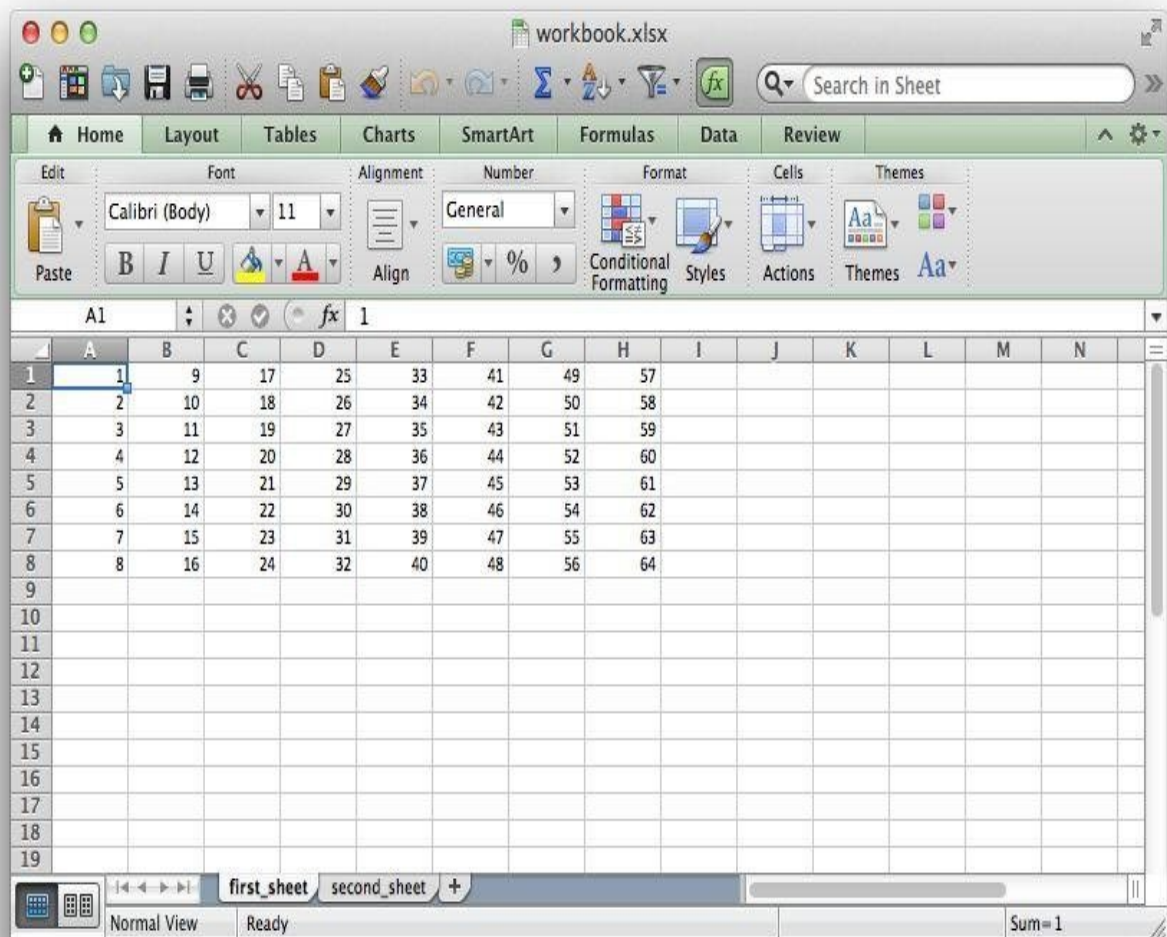 workbook.xlsx
Search in Sheet
Home Layout Tables Charts SmartArt Formulas Data Review
Edit Font Alignment Number Format Cells Themes
Calibri (Body) 11 General Aa
Paste B I U A Align % , Conditional Formatting Styles Actions Themes Aa
A1 fx 1
A B C D E F G H I J K L M N
1 1 9 17 25 33 41 49 57
2 2 10 18 26 34 42 50 58
3 3 11 19 27 35 43 51 59
4 4 12 20 28 36 44 52 60
5 5 13 21 29 37 45 53 61
6 6 14 22 30 38 46 54 62
7 7 15 23 31 39 47 55 63
8 8 16 24 32 40 48 56 64
9
10
11
12
13
14
15
16
17
18
19
first_sheet second_sheet +
Normal View Ready Sum=1